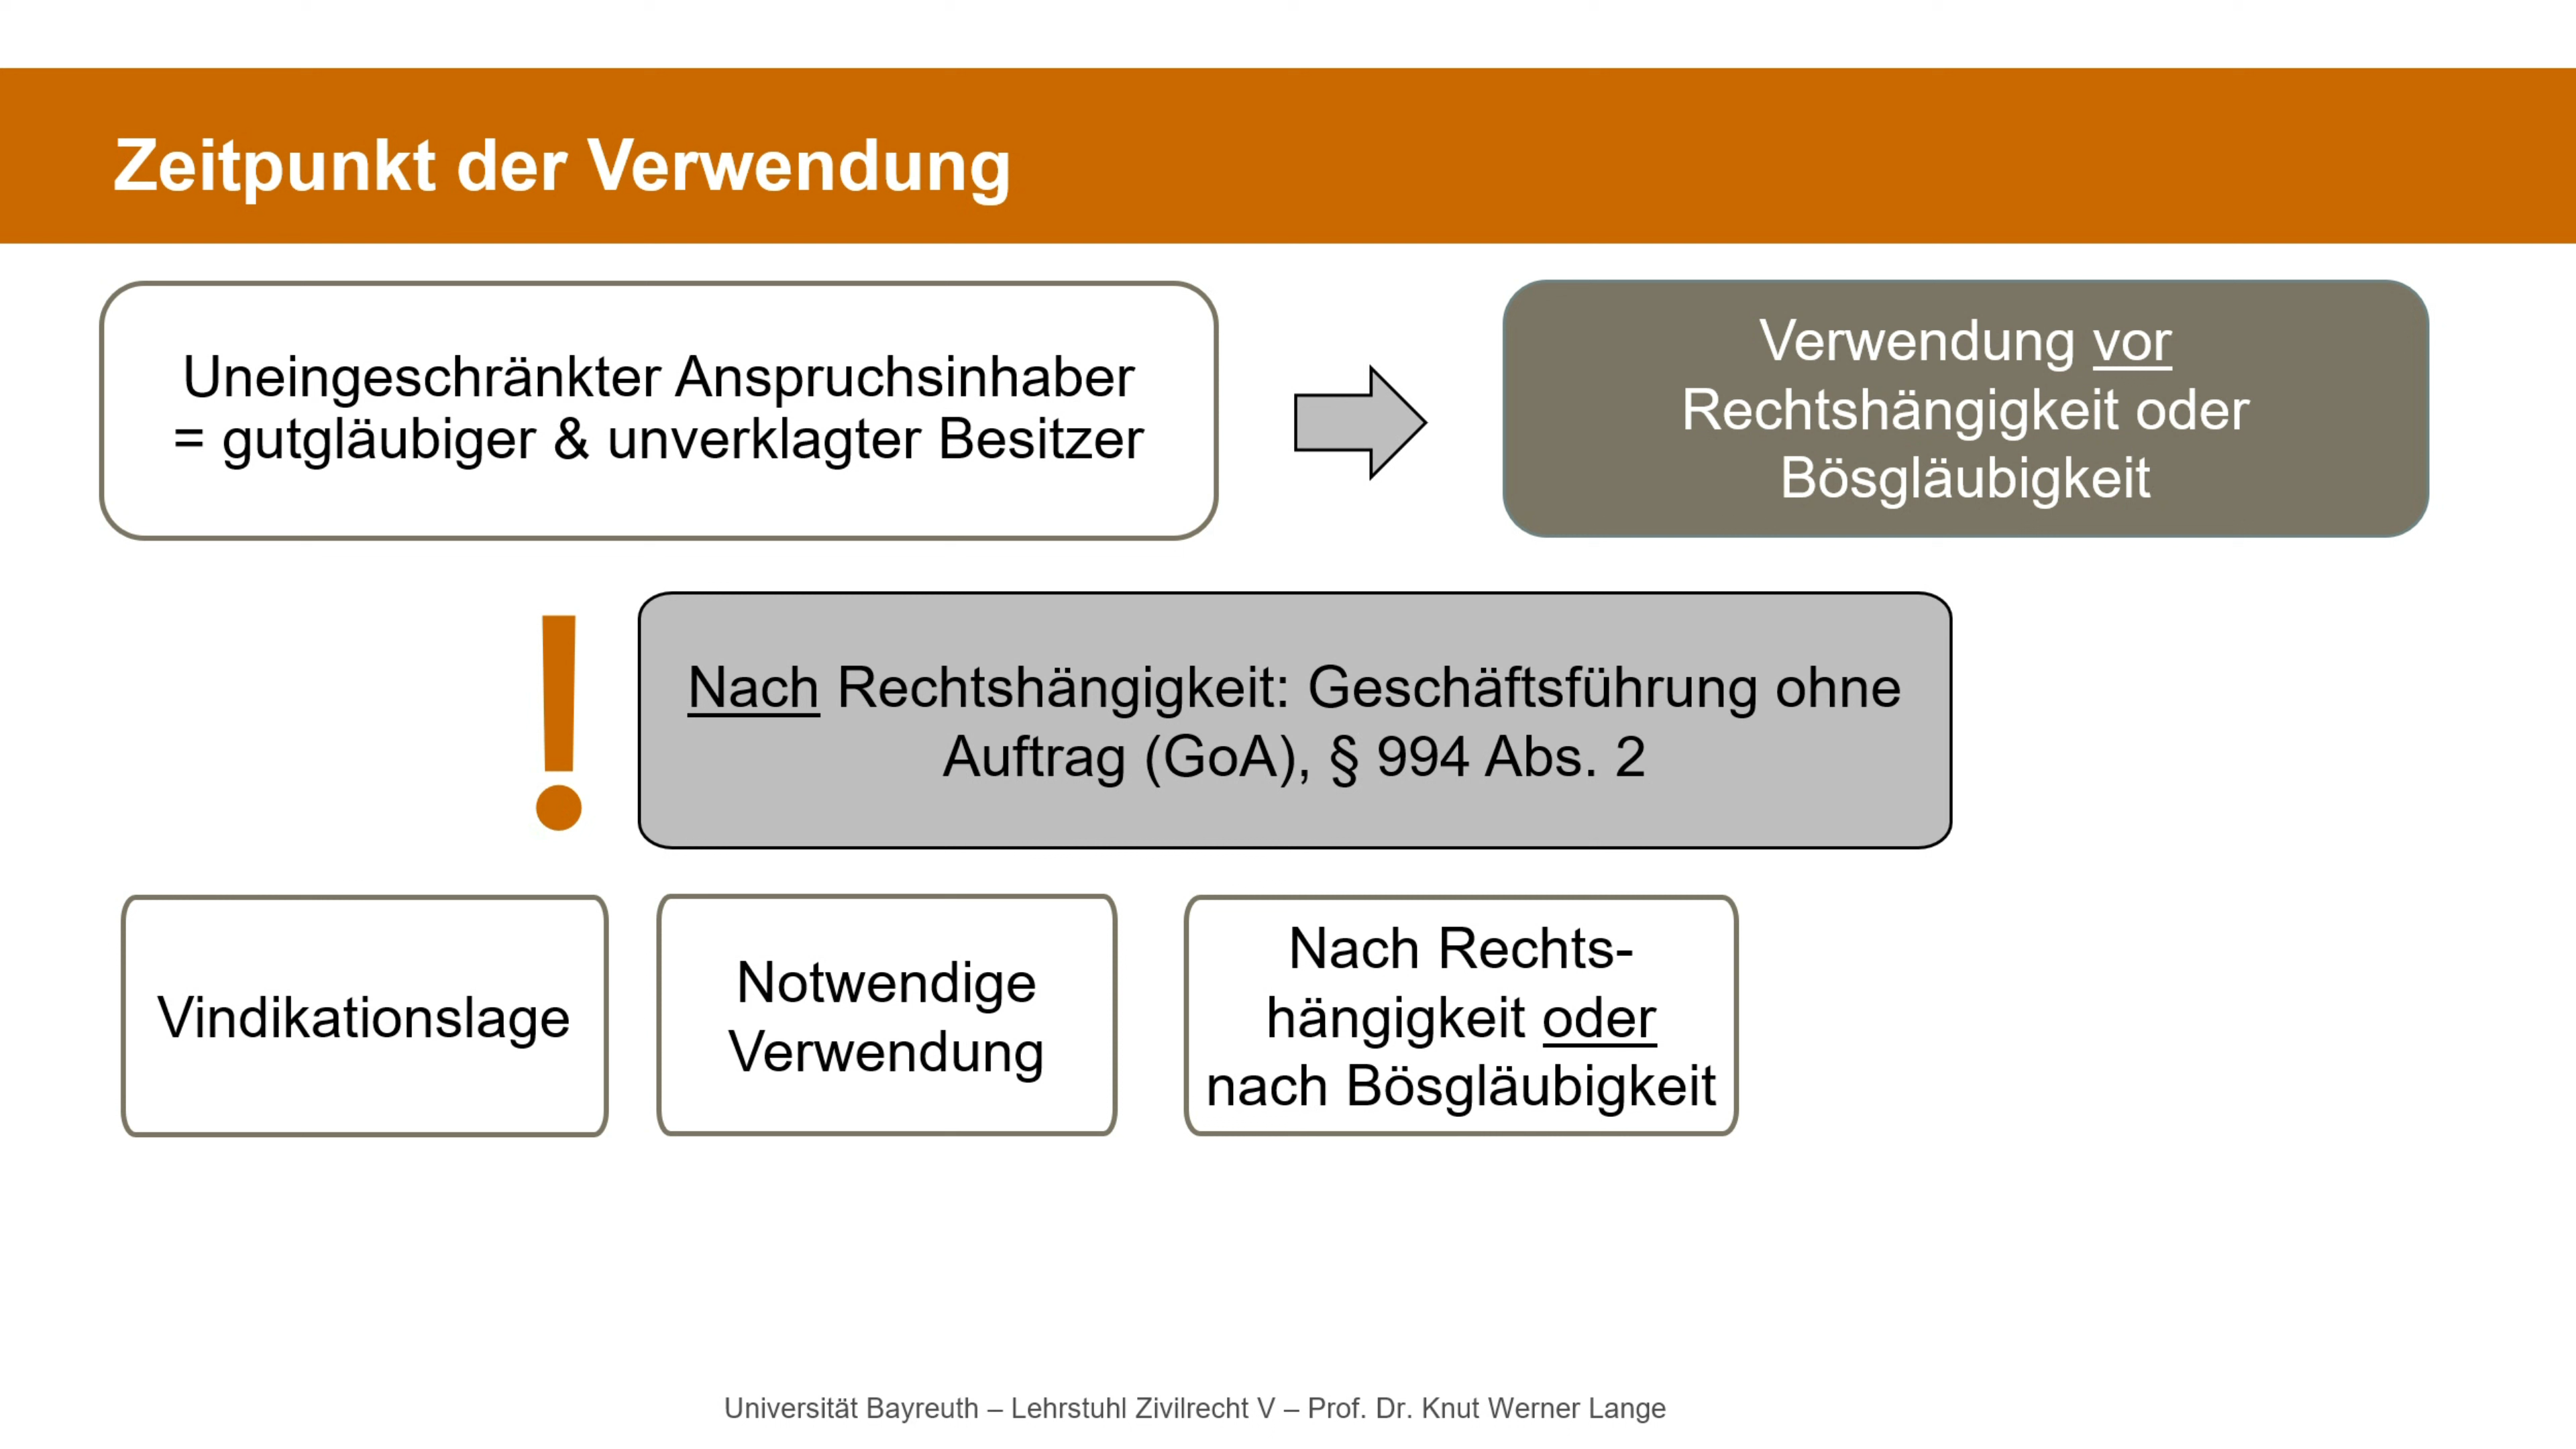 Zeitpunkt der Verwendung
Uneingeschränkter Anspruchsinhaber
= gutgläubiger & unverklagter Besitzer
Verwendung vor
Rechtshängigkeit oder
Bösgläubigkeit
!
Nach Rechtshängigkeit: Geschäftsführung ohne
Auftrag (GoA), § 994 Abs. 2
Vindikationslage
Notwendige
Verwendung
Nach Rechts-
hängigkeit oder
nach Bösgläubigkeit
Universität Bayreuth – Lehrstuhl Zivilrecht V – Prof. Dr. Knut Werner Lange